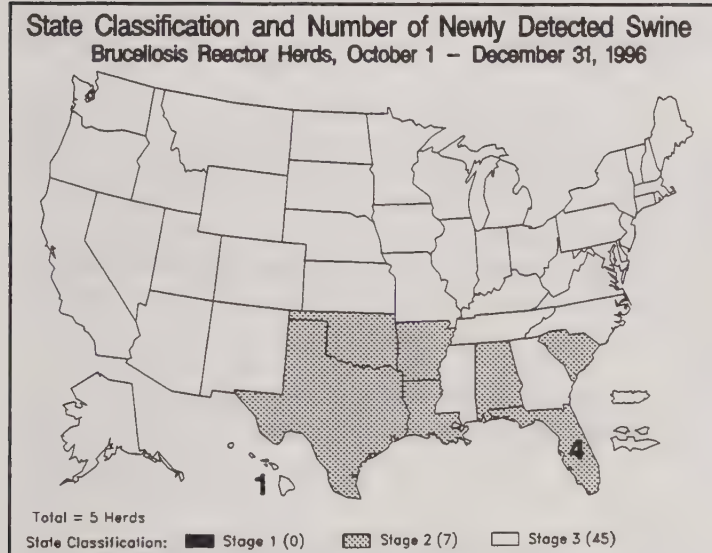 State Classification and Number of Newly Detected Swine
Brucellosis Reactor Herds, October 1 – December 31, 1996
4
1
Total = 5 Herds
State Classification: Stage 1 (0) Stage 2 (7) Stage 3 (45)